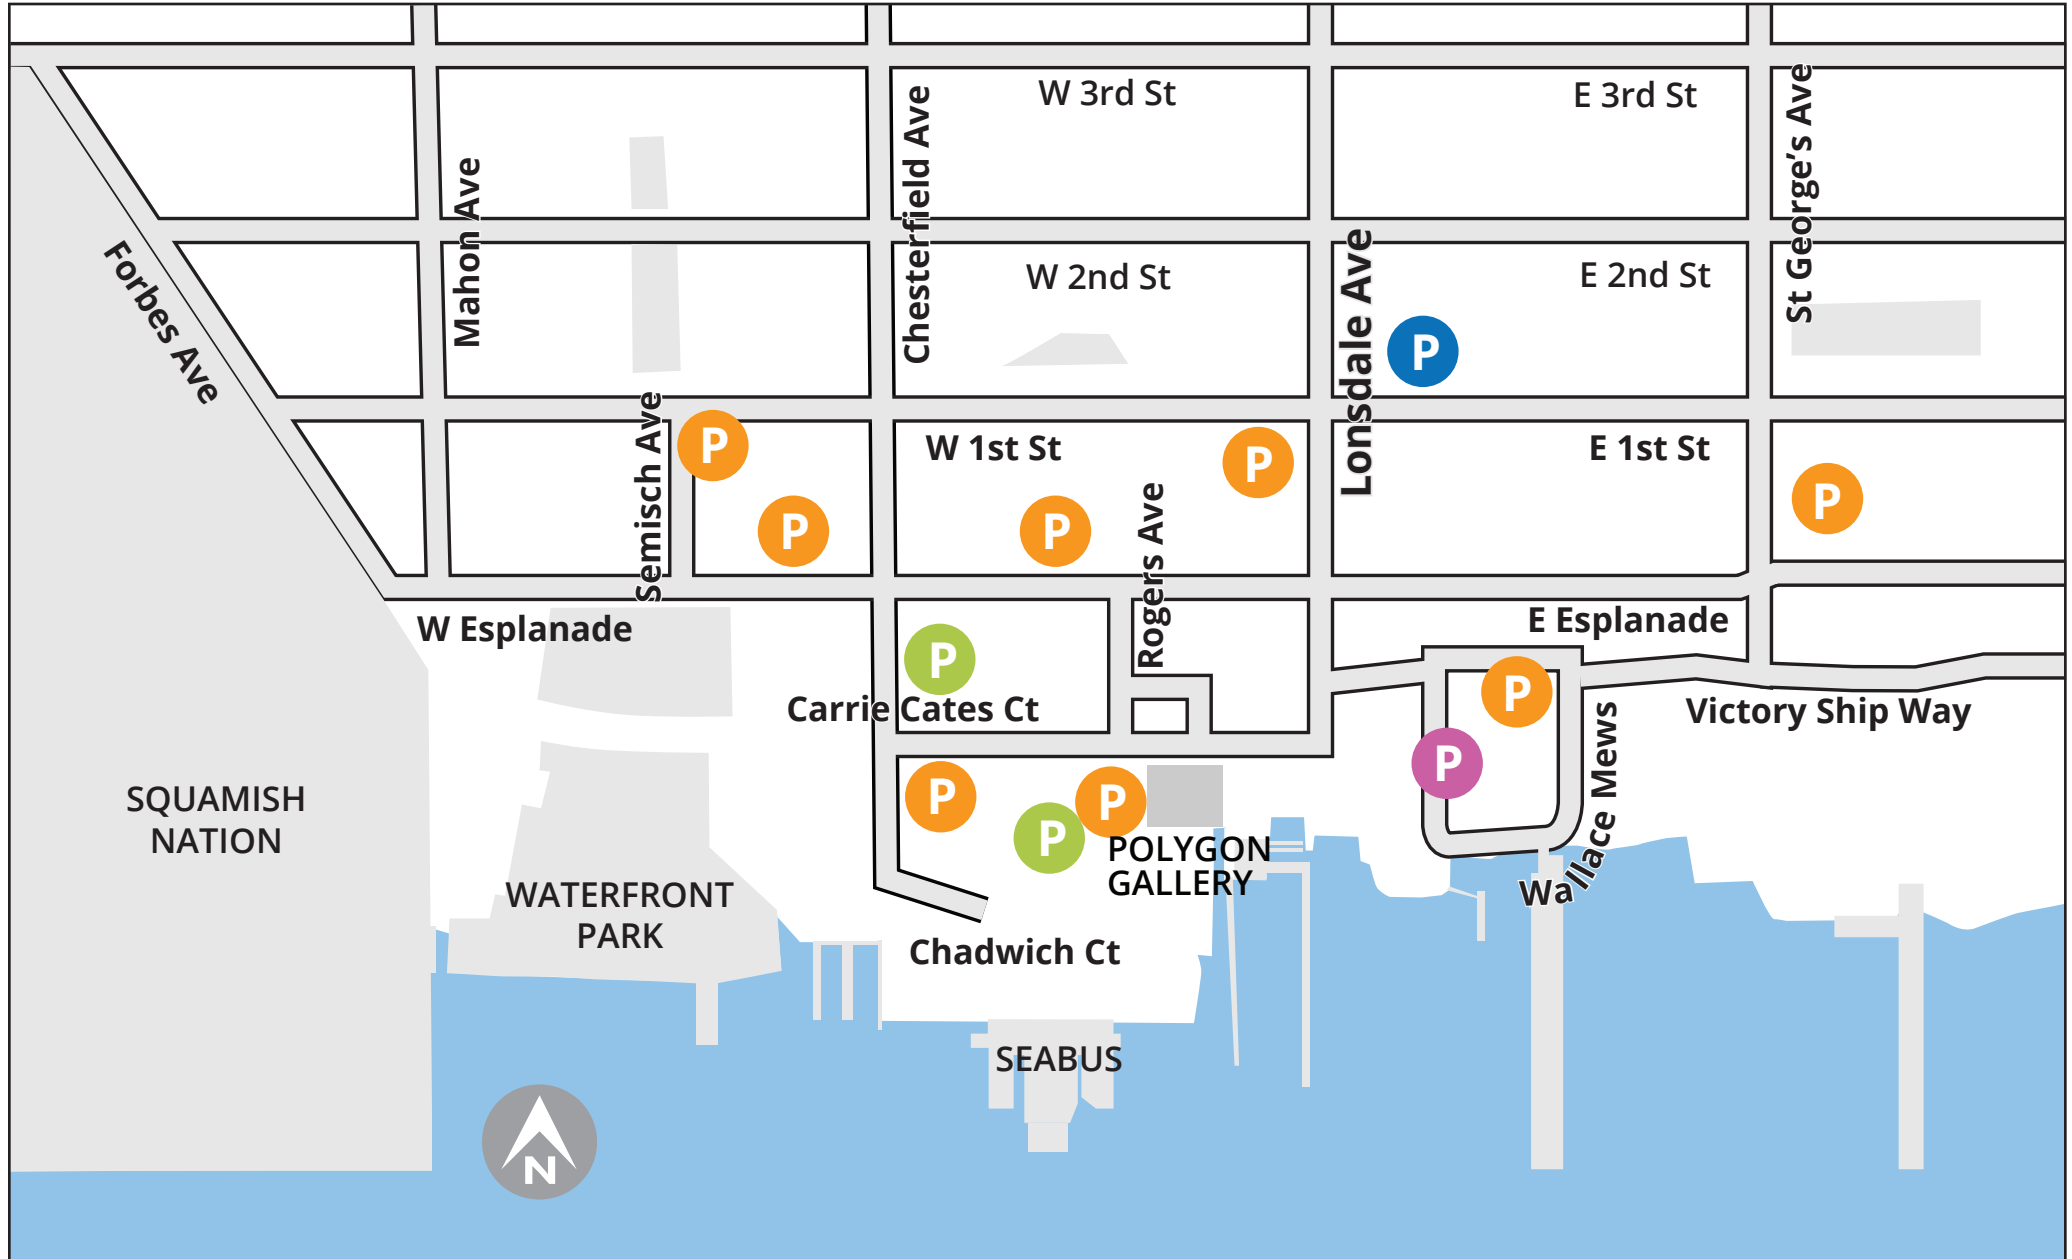 W 3rd St
E 3rd St
St George's Ave
Chesterfield Ave
Mahon Ave
Forbes Ave
W 2nd St
E 2nd St
Lonsdale Ave
P
Semisch Ave
P
W 1st St
P
E 1st St
P
P
P
Rogers Ave
W Esplanade
E Esplanade
P
P
Carrie Cates Ct
Victory Ship Way
Wallace Mews
P
P
P
P
SQUAMISH
NATION
POLYGON
GALLERY
WATERFRONT
PARK
Chadwich Ct
SEABUS
N